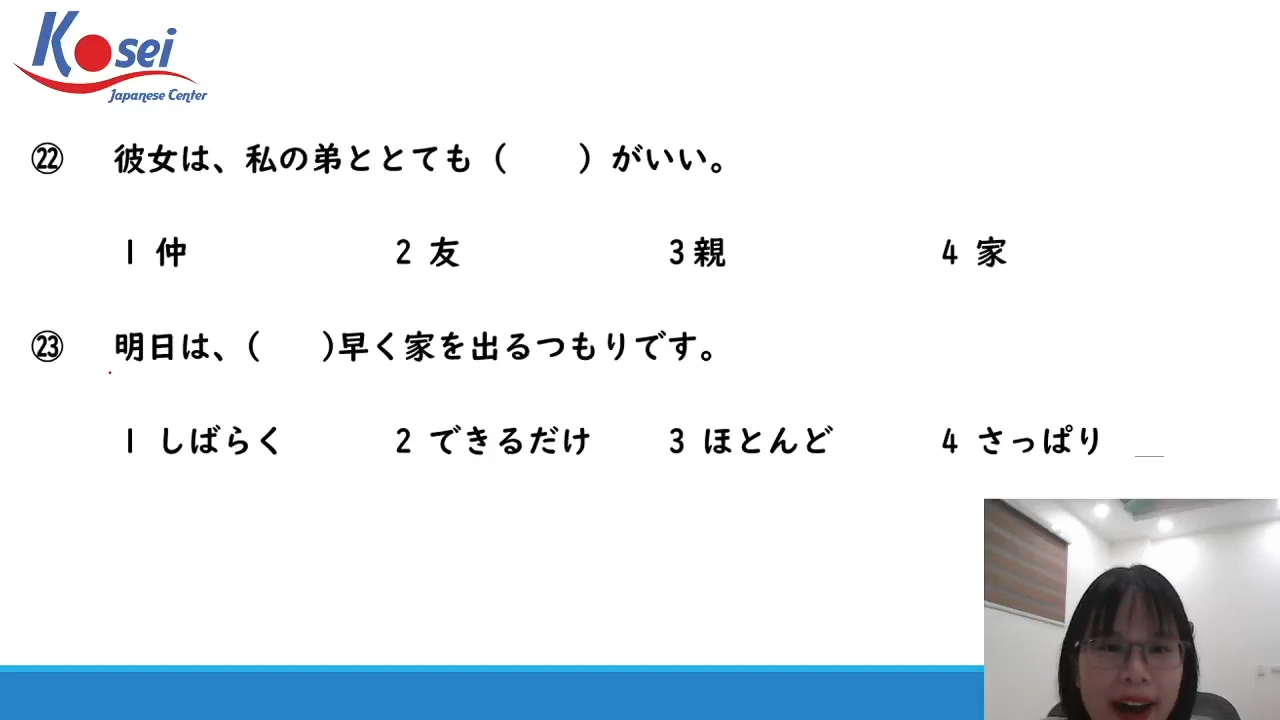 Kosei
Japanese Center
㉒ 彼女は、私の弟ととても（　　）がいい。
1 仲 2 友 3 親 4 家
㉓ 明日は、(　　)早く家を出るつもりです。
1 しばらく 2 できるだけ 3 ほとんど 4 さっぱり